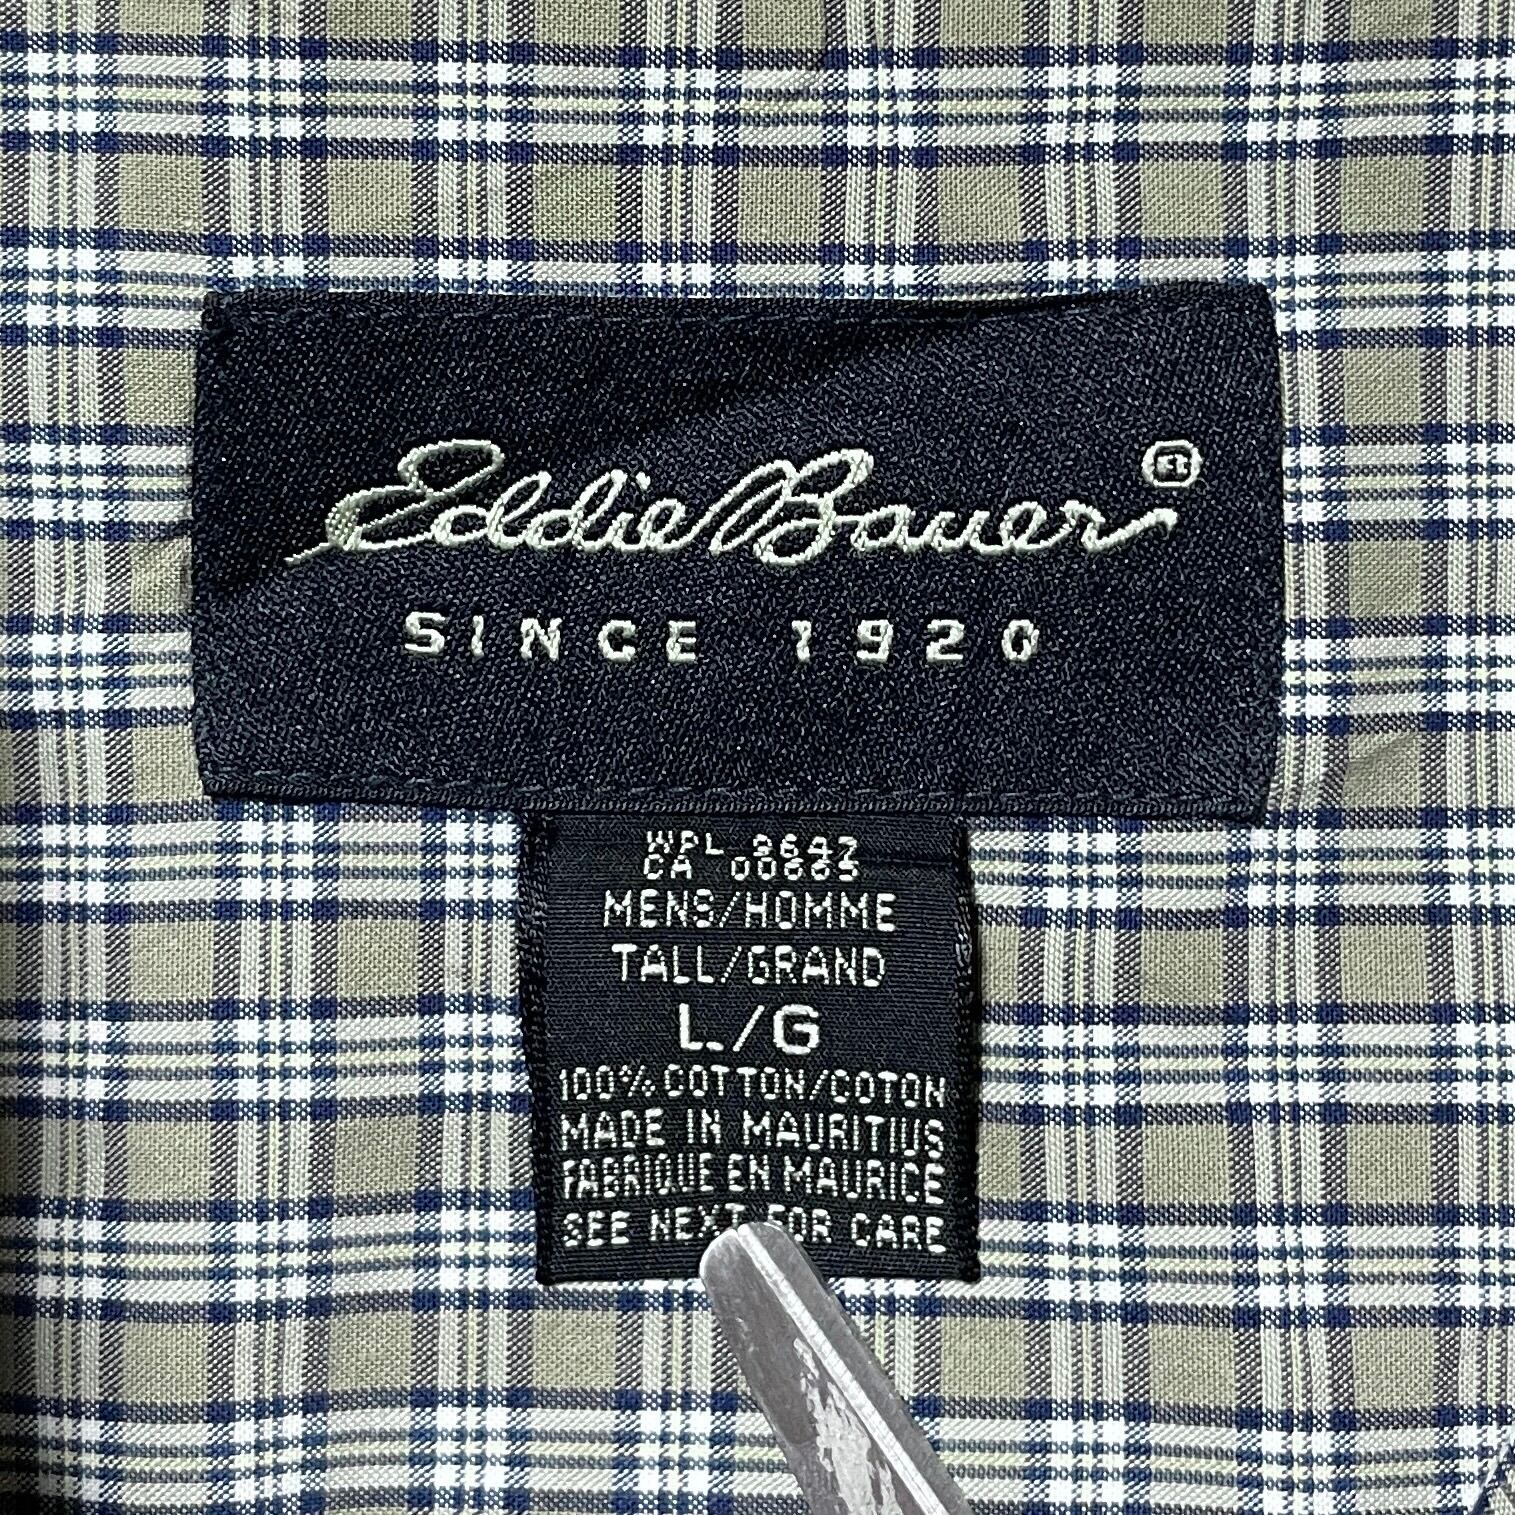 Eddie Bauer®
SINCE 1920
WPL 9647
CA 00665
MENS/HOMME
TALL/GRAND
L/G
100% COTTON/COTON
MADE IN MAURITIUS
FABRIQUE EN MAURICE
SEE NEXT FOR CARE